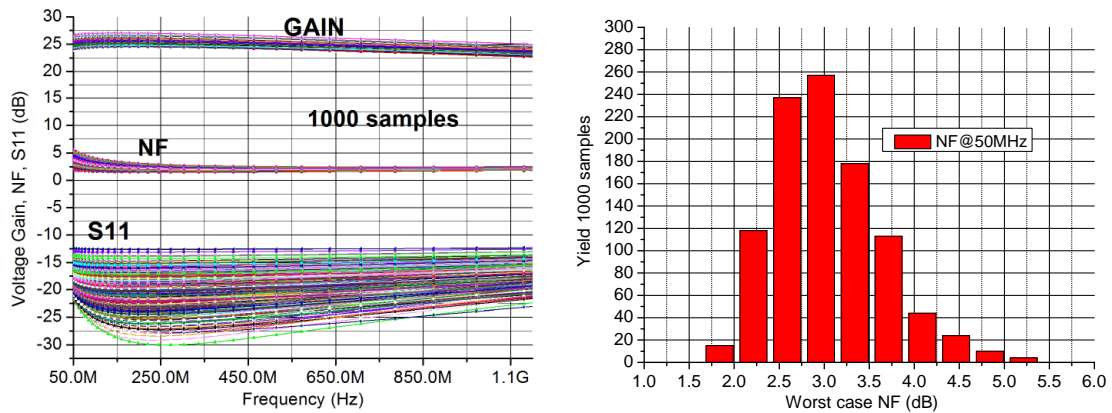 30
25
20
15
10
5
0
-5
-10
-15
-20
-25
-30
Voltage Gain, NF, S11 (dB)
GAIN
1000 samples
NF
S11
50.0M 250.0M 450.0M 650.0M 850.0M 1.1G
Frequency (Hz)
300
280
260
240
220
200
180
160
140
120
100
80
60
40
20
0
Yield 1000 samples
NF@50MHz
1.0 1.5 2.0 2.5 3.0 3.5 4.0 4.5 5.0 5.5 6.0
Worst case NF (dB)